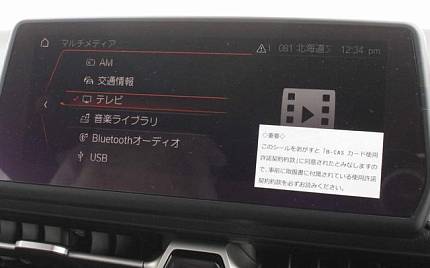 マルチメディア
1 081 北海道文 12:34 pm
AM
交通情報
テレビ
音楽ライブラリ
Bluetoothオーディオ
USB
◇重要◇
このシールを剥がすと「B-CAS カード使用
許諾契約約款」に同意されたとみなしますの
で、事前に取扱書に付属されている使用許諾
契約約款を必ずお読みください。